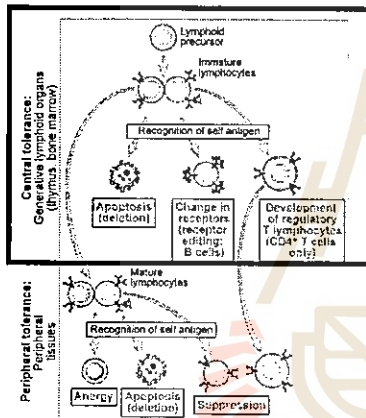 Lymphoid
precursor
Immature
lymphocytes
Central tolerance:
Generative lymphoid organs
(thymus, bone marrow)
Recognition of self antigen
Apoptosis
(deletion)
Change in
receptors
(receptor
editing;
B cells)
Development
of regulatory
T lymphocytes
(CD4+ T cells
only)
Peripheral tolerance:
Peripheral
tissues
Mature
lymphocytes
Recognition of self antigen
Anergy
Apoptosis
(deletion)
Suppression